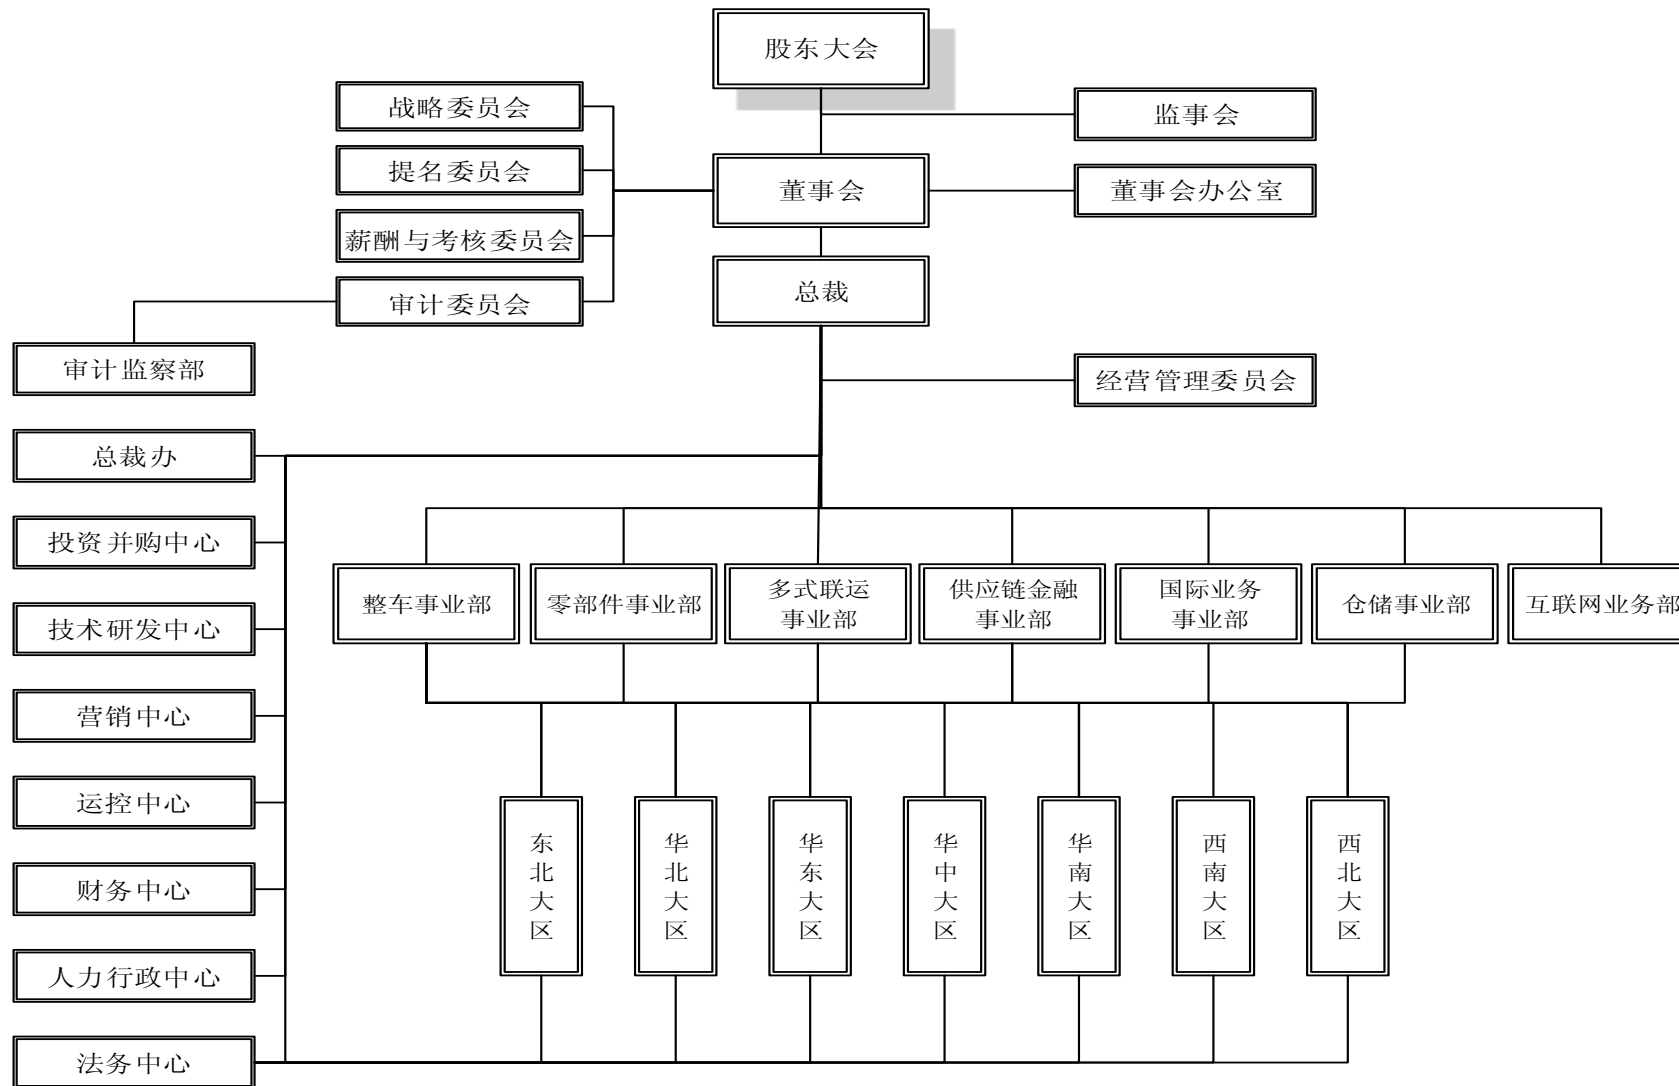 股东大会
战略委员会
监事会
提名委员会
董事会
董事会办公室
薪酬与考核委员会
总裁
审计委员会
审计监察部
经营管理委员会
总裁办
投资并购中心
技术研发中心
营销中心
运控中心
财务中心
人力行政中心
法务中心
整车事业部
零部件事业部
多式联运
事业部
供应链金融
事业部
国际业务
事业部
仓储事业部
互联网业务部
东北大区
华北大区
华东大区
华中大区
华南大区
西南大区
西北大区